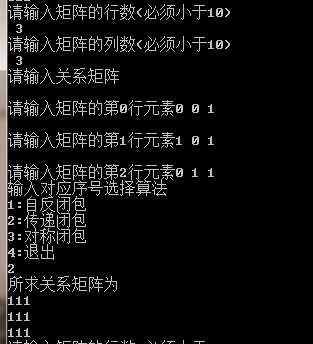 请输入矩阵的行数(必须小于10)
3
请输入矩阵的列数(必须小于10)
3
请输入关系矩阵
请输入矩阵的第0行元素0 0 1
请输入矩阵的第1行元素1 0 1
请输入矩阵的第2行元素0 1 1
输入对应序号选择算法
1:自反闭包
2:传递闭包
3:对称闭包
4:退出
2
所求关系矩阵为
111
111
111